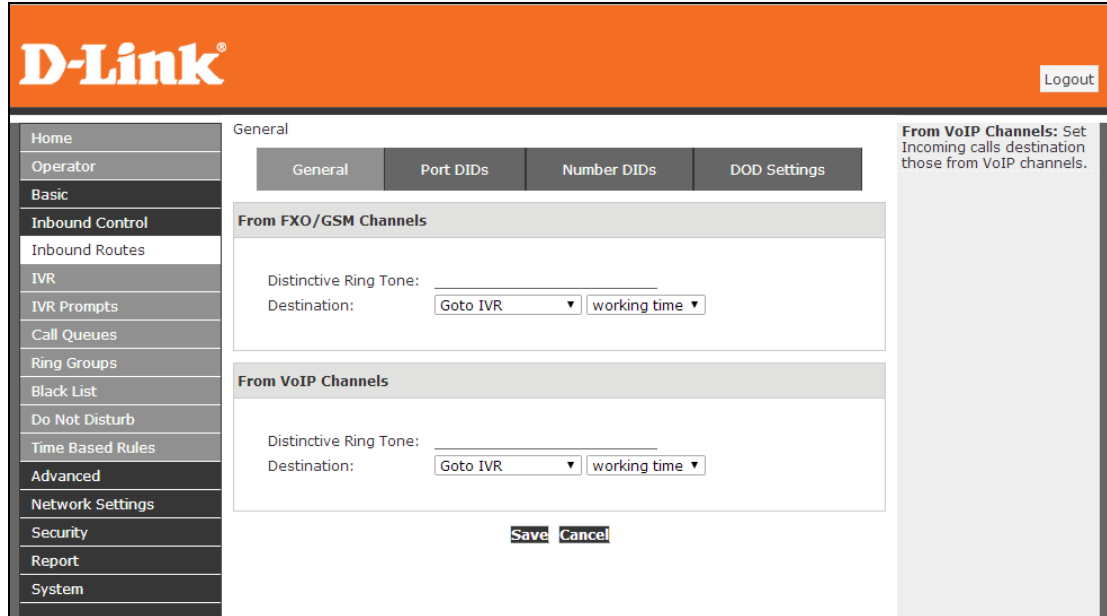 D-Link®
Logout
Home
Operator
Basic
Inbound Control
Inbound Routes
IVR
IVR Prompts
Call Queues
Ring Groups
Black List
Do Not Disturb
Time Based Rules
Advanced
Network Settings
Security
Report
System
General
General Port DIDs Number DIDs DOD Settings
From FXO/GSM Channels
Distinctive Ring Tone:
Destination: Goto IVR working time
From VoIP Channels
Distinctive Ring Tone:
Destination: Goto IVR working time
Save Cancel
From VoIP Channels: Set
Incoming calls destination
those from VoIP channels.